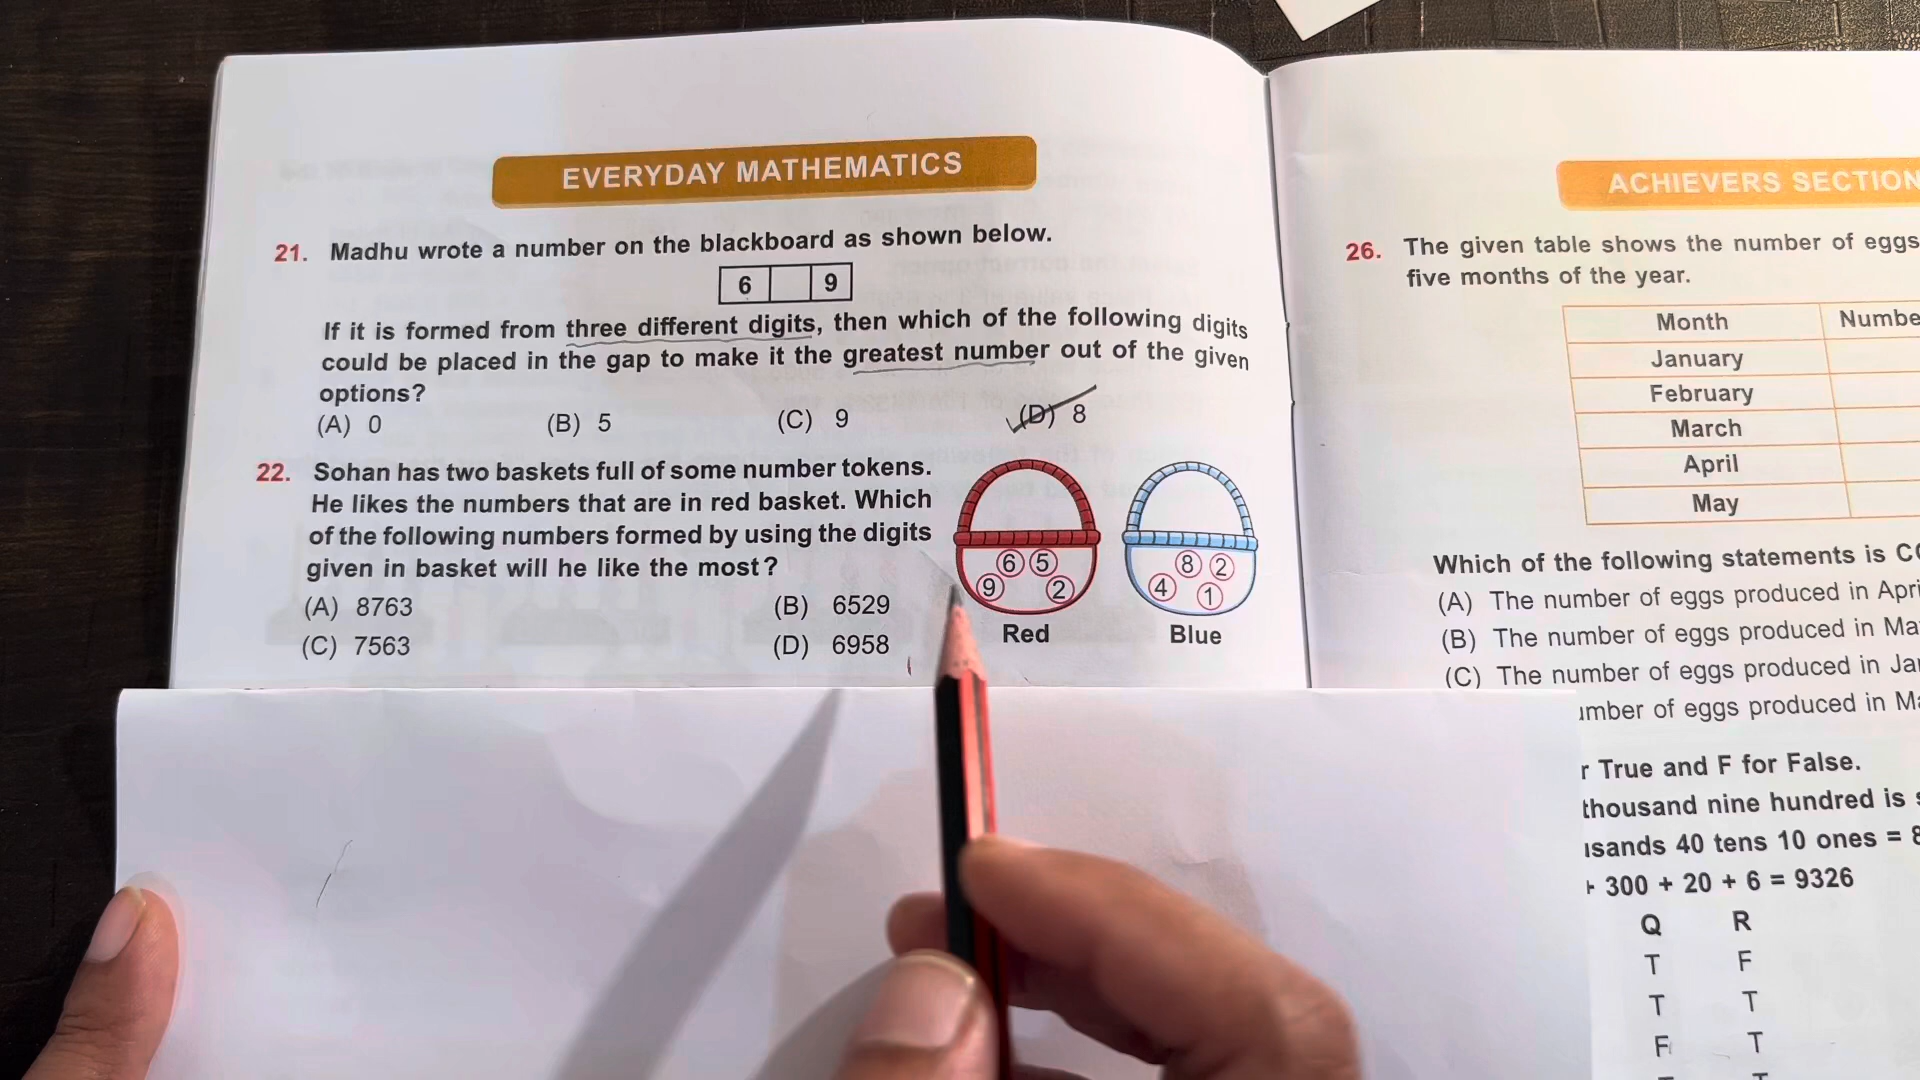 EVERYDAY MATHEMATICS
21. Madhu wrote a number on the blackboard as shown below.
6 9
If it is formed from three different digits, then which of the following digits
could be placed in the gap to make it the greatest number out of the given
options?
(A) 0 (B) 5 (C) 9 (D) 8
22. Sohan has two baskets full of some number tokens.
He likes the numbers that are in red basket. Which
of the following numbers formed by using the digits
given in basket will he like the most?
(A) 8763 (B) 6529
(C) 7563 (D) 6958
6 5
9 2
Red
8 2
4 1
Blue
ACHIEVERS SECTION
26. The given table shows the number of eggs
five months of the year.
Month
January
February
March
April
May
Which of the following statements is
(A) The number of eggs produced in
(B) The number of eggs produced in
(C) The number of eggs produced in
of eggs produced in
r True and F for False.
thousand nine hundred is
40 tens 10 ones =
300 + 20 + 6 = 9326
Q R
T F
T T
F T